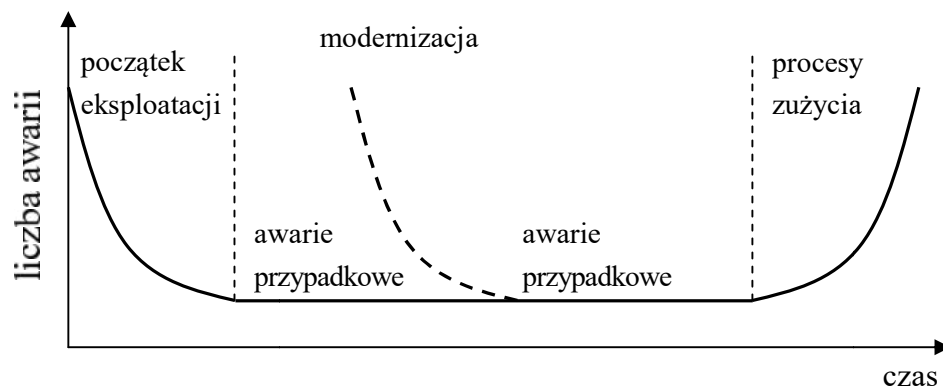 modernizacja
początek
eksploatacji
procesy
zużycia
liczba awarii
awarie
przypadkowe
awarie
przypadkowe
czas